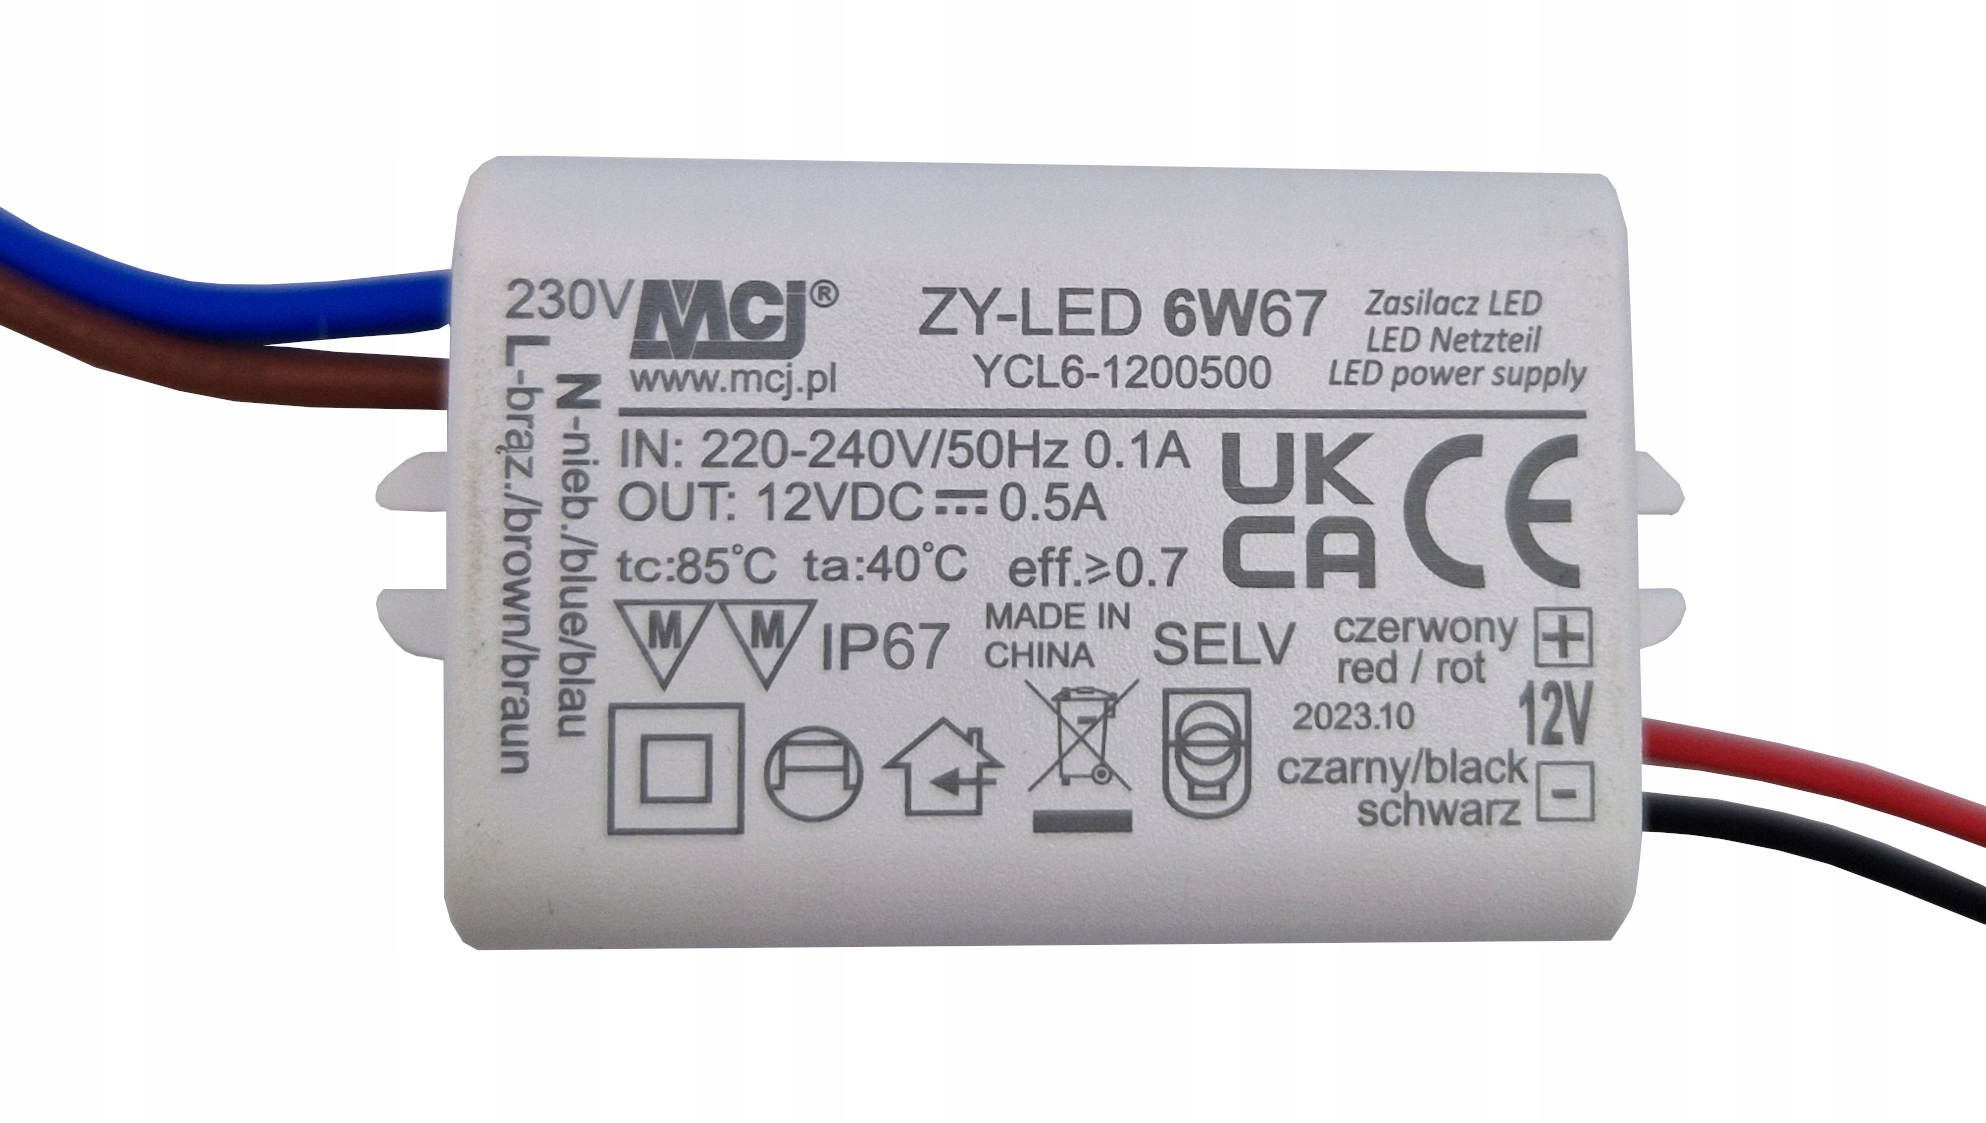 230V
MCJ®
www.mcj.pl
ZY-LED 6W67
YCL6-1200500
Zasilacz LED
LED Netzteil
LED power supply
L-brąz./brown/braun
N-nieb./blue/blau
IN: 220-240V/50Hz 0.1A
OUT: 12VDC⎓0.5A
tc:85°C ta:40°C eff.⩾0.7
UK
CA
CE
M M IP67
MADE IN
CHINA
SELV
czerwony +
red / rot
2023.10
12V
czarny/black -
schwarz